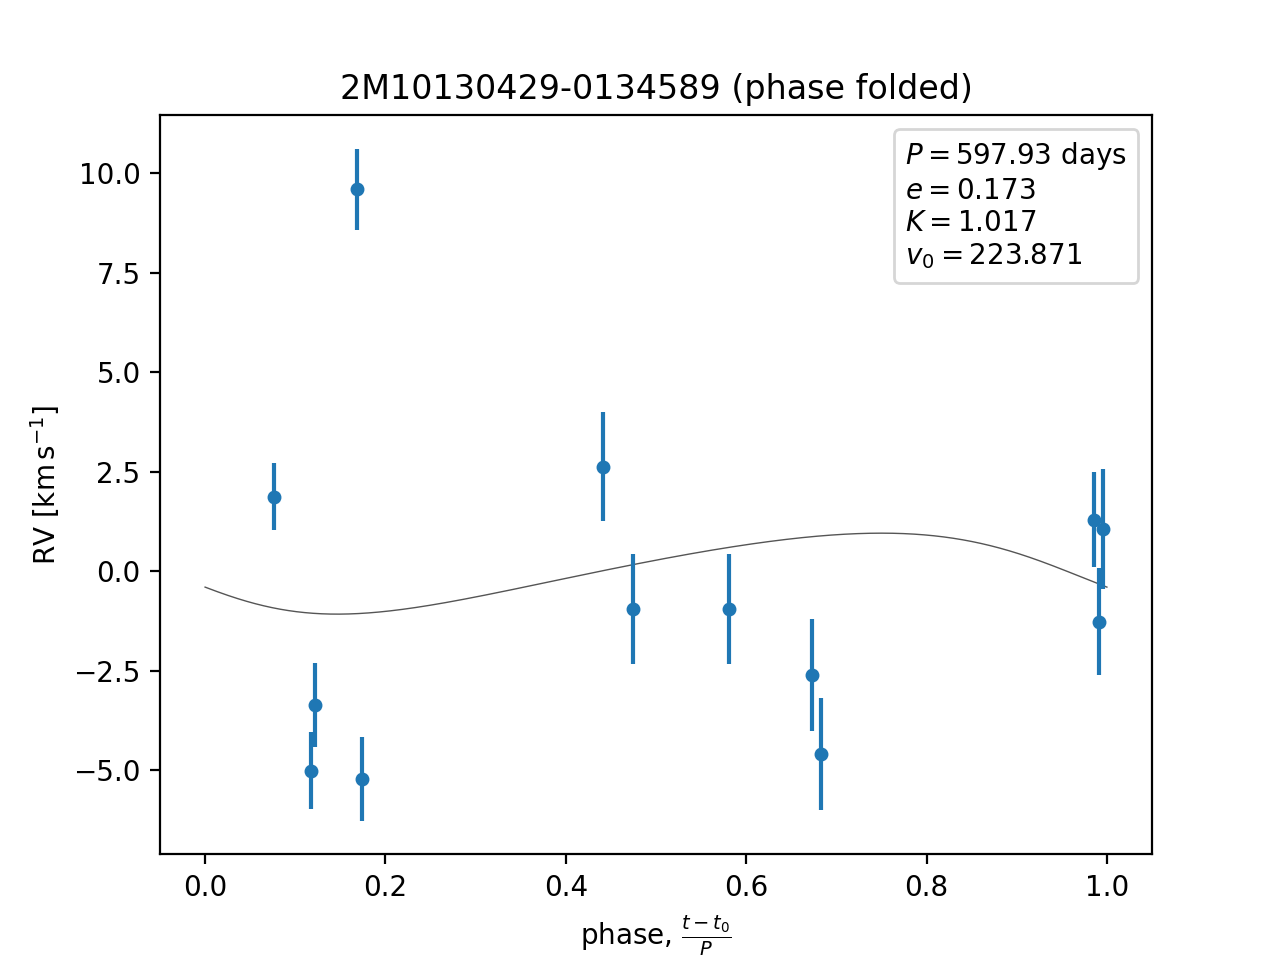 2M10130429-0134589 (phase folded)
P = 597.93 days
e = 0.173
K = 1.017
v₀ = 223.871
RV [km s⁻¹]
10.0
7.5
5.0
2.5
0.0
−2.5
−5.0
0.0 0.2 0.4 0.6 0.8 1.0
phase, (t − t₀)/P